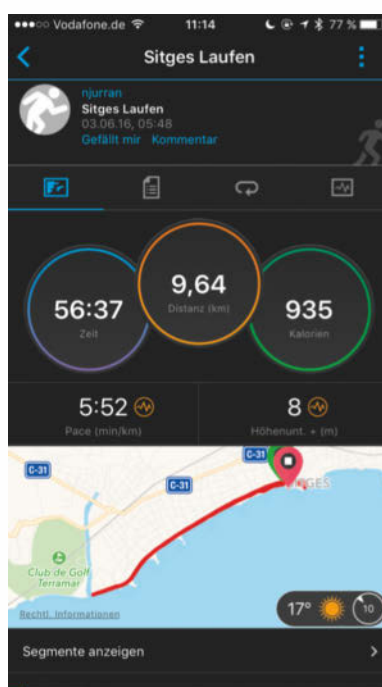 Vodafone.de 11:14 77 %
Sitges Laufen
njurran
Sitges Laufen
03.06.16, 05:48
Gefällt mir Kommentar
56:37
Zeit
9,64
Distanz (km)
935
Kalorien
5:52
Pace (min/km)
8
Höhenunt. + (m)
C-31
C-31
C-31
Club de Golf
Terramar
Rechtl. Informationen
17° 10
Segmente anzeigen